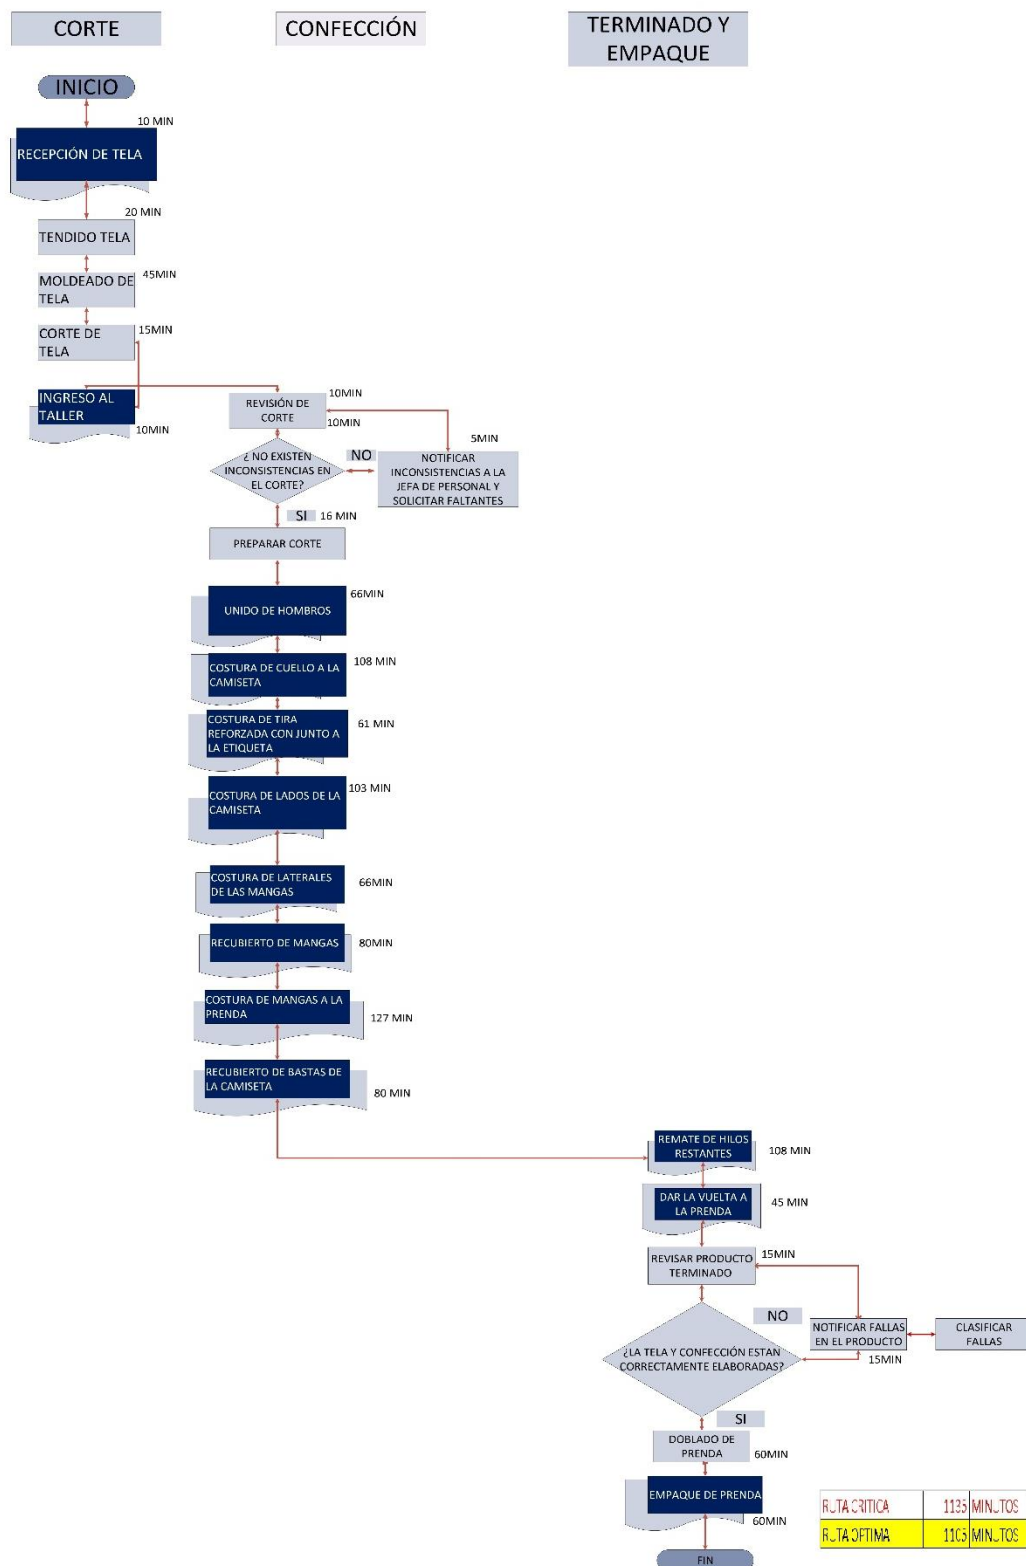 CORTE
CONFECCIÓN
TERMINADO Y
EMPAQUE
INICIO
10 MIN
RECEPCIÓN DE TELA
20 MIN
TENDIDO TELA
MOLDEADO DE
TELA
45MIN
CORTE DE
TELA
15MIN
INGRESO AL
TALLER
10MIN
10MIN
REVISIÓN DE
CORTE
10MIN
¿ NO EXISTEN
INCONSISTENCIAS EN
EL CORTE?
NO
5MIN
NOTIFICAR
INCONSISTENCIAS A LA
JEFA DE PERSONAL Y
SOLICITAR FALTANTES
SI 16 MIN
PREPARAR CORTE
66MIN
UNIDO DE HOMBROS
COSTURA DE CUELLO A LA
CAMISETA
108 MIN
COSTURA DE TIRA
REFORZADA CON JUNTO A
LA ETIQUETA
61 MIN
COSTURA DE LADOS DE LA
CAMISETA
103 MIN
COSTURA DE LATERALES
DE LAS MANGAS
66MIN
RECUBIERTO DE MANGAS
80MIN
COSTURA DE MANGAS A LA
PRENDA
127 MIN
RECUBIERTO DE BASTAS DE
LA CAMISETA
80 MIN
REMATE DE HILOS
RESTANTES
108 MIN
DAR LA VUELTA A
LA PRENDA
45 MIN
REVISAR PRODUCTO
TERMINADO
15MIN
NO
¿LA TELA Y CONFECCIÓN ESTAN
CORRECTAMENTE ELABORADAS?
NOTIFICAR FALLAS
EN EL PRODUCTO
15MIN
CLASIFICAR
FALLAS
SI
DOBLADO DE
PRENDA
60MIN
EMPAQUE DE PRENDA
60MIN
RUTA CRITICA MINUTOS
RUTA OPTIMA MINUTOS
FIN